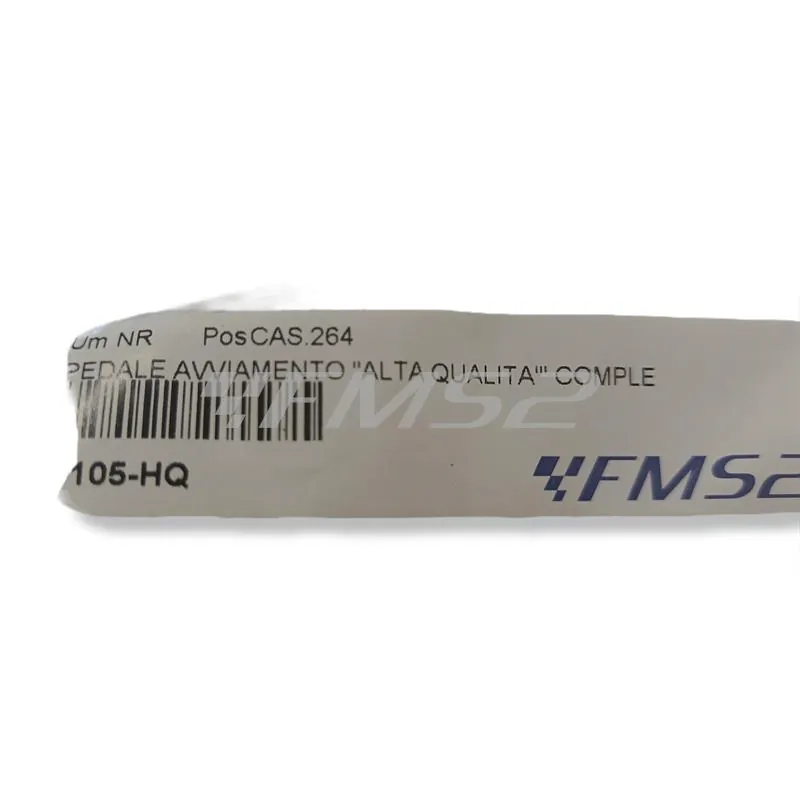 Um NR PosCAS.264
PEDALE AVVIAMENTO "ALTA QUALITA'" COMPLE
FMS2
105-HQ
FMS2